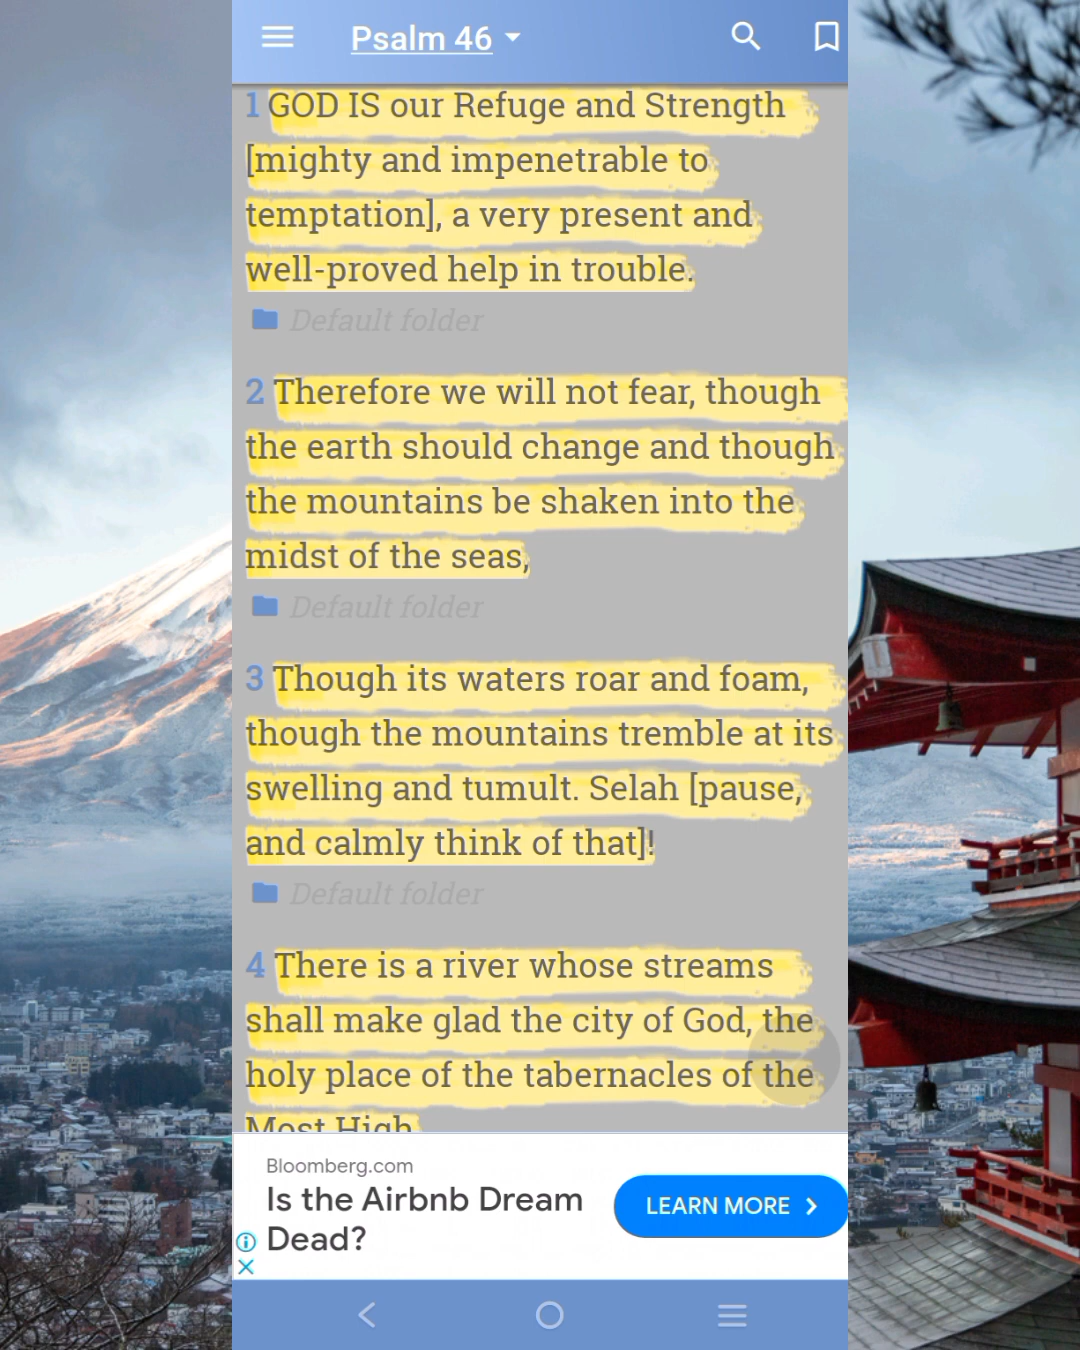 Psalm 46
1 GOD IS our Refuge and Strength
[mighty and impenetrable to
temptation], a very present and
well-proved help in trouble.
Default folder
2 Therefore we will not fear, though
the earth should change and though
the mountains be shaken into the
midst of the seas,
Default folder
3 Though its waters roar and foam,
though the mountains tremble at its
swelling and tumult. Selah [pause,
and calmly think of that]!
Default folder
4 There is a river whose streams
shall make glad the city of God, the
holy place of the tabernacles of the
Most High.
Bloomberg.com
Is the Airbnb Dream
Dead?
LEARN MORE